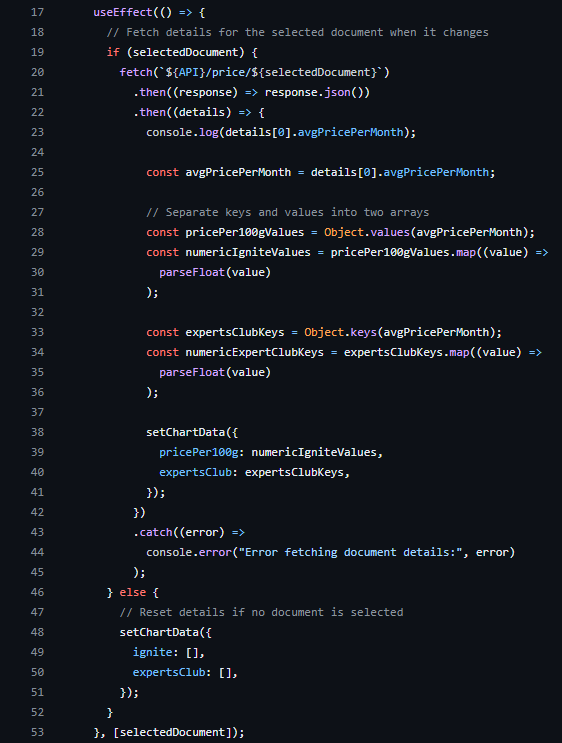 17 useEffect(() => {
18 // Fetch details for the selected document when it changes
19 if (selectedDocument) {
20 fetch(`${API}/price/${selectedDocument}`)
21 .then((response) => response.json())
22 .then((details) => {
23 console.log(details[0].avgPricePerMonth);
24
25 const avgPricePerMonth = details[0].avgPricePerMonth;
26
27 // Separate keys and values into two arrays
28 const pricePer100gValues = Object.values(avgPricePerMonth);
29 const numericIgniteValues = pricePer100gValues.map((value) =>
30 parseFloat(value)
31 );
32
33 const expertsClubKeys = Object.keys(avgPricePerMonth);
34 const numericExpertClubKeys = expertsClubKeys.map((value) =>
35 parseFloat(value)
36 );
37
38 setChartData({
39 pricePer100g: numericIgniteValues,
40 expertsClub: expertsClubKeys,
41 });
42 })
43 .catch((error) =>
44 console.error("Error fetching document details:", error)
45 );
46 } else {
47 // Reset details if no document is selected
48 setChartData({
49 ignite: [],
50 expertsClub: [],
51 });
52 }
53 }, [selectedDocument]);